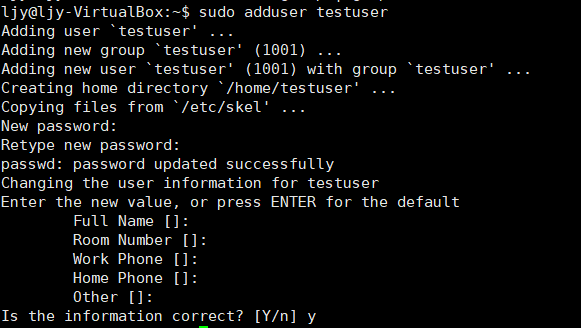 ljy@ljy-VirtualBox:~$ sudo adduser testuser
Adding user `testuser' ...
Adding new group `testuser' (1001) ...
Adding new user `testuser' (1001) with group `testuser' ...
Creating home directory `/home/testuser' ...
Copying files from `/etc/skel' ...
New password:
Retype new password:
passwd: password updated successfully
Changing the user information for testuser
Enter the new value, or press ENTER for the default
        Full Name []:
        Room Number []:
        Work Phone []:
        Home Phone []:
        Other []:
Is the information correct? [Y/n] y